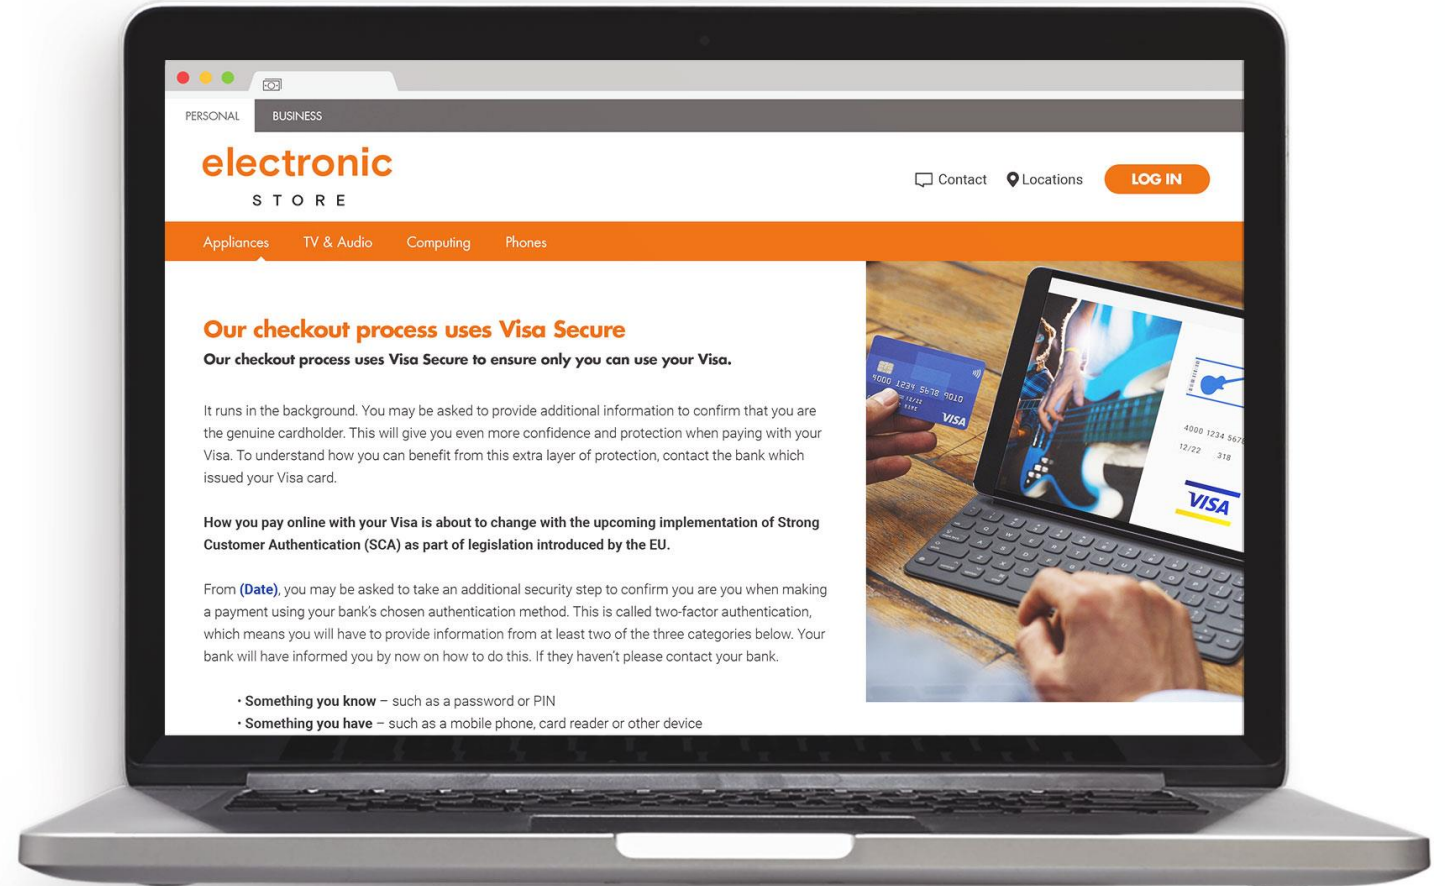 PERSONAL BUSINESS
electronic
STORE
Contact Locations LOG IN
Appliances TV & Audio Computing Phones
Our checkout process uses Visa Secure
Our checkout process uses Visa Secure to ensure only you can use your Visa.
It runs in the background. You may be asked to provide additional information to confirm that you are
the genuine cardholder. This will give you even more confidence and protection when paying with your
Visa. To understand how you can benefit from this extra layer of protection, contact the bank which
issued your Visa card.
How you pay online with your Visa is about to change with the upcoming implementation of Strong
Customer Authentication (SCA) as part of legislation introduced by the EU.
From (Date), you may be asked to take an additional security step to confirm you are you when making
a payment using your bank's chosen authentication method. This is called two-factor authentication,
which means you will have to provide information from at least two of the three categories below. Your
bank will have informed you by now on how to do this. If they haven't please contact your bank.
• Something you know – such as a password or PIN
• Something you have – such as a mobile phone, card reader or other device
4000 1234 5678 9010
12/22
VISA
4000 1234 5678
12/22 318
VISA